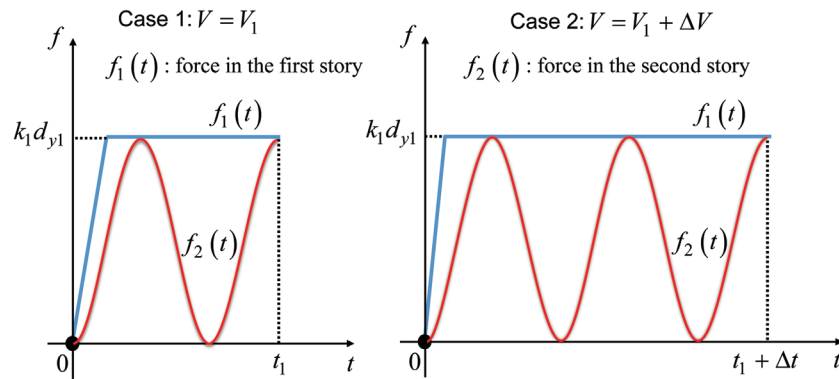 Case 1: V = V₁
f
f₁(t) : force in the first story
f₁(t)
k₁d_y1
f₂(t)
0
t₁
t
Case 2: V = V₁ + ΔV
f
f₂(t) : force in the second story
f₁(t)
k₁d_y1
f₂(t)
0
t₁ + Δt
t